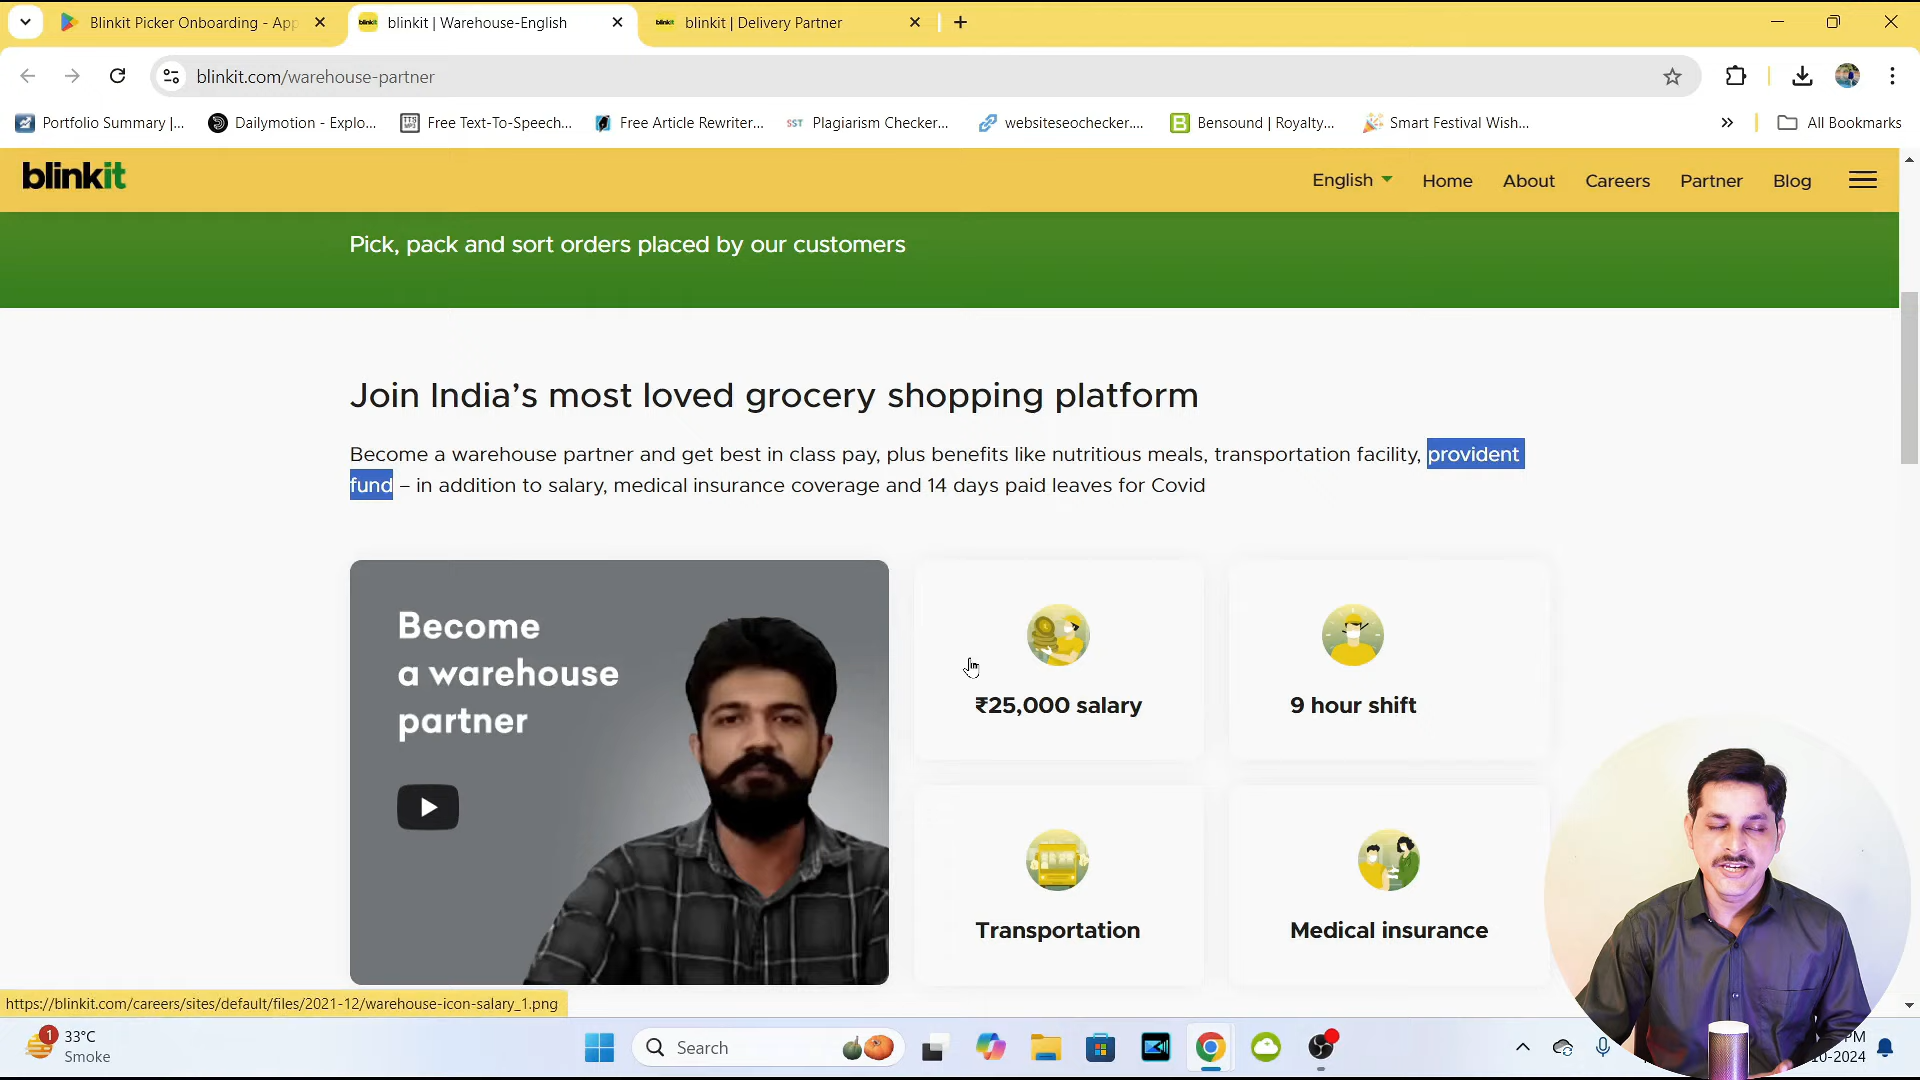 Blinkit Picker Onboarding - App
blinkit | Warehouse-English
blinkit | Delivery Partner
blinkit.com/warehouse-partner
Portfolio Summary |...
Dailymotion - Explo...
Free Text-To-Speech...
Free Article Rewriter...
SST Plagiarism Checker...
websiteseochecker....
Bensound | Royalty...
Smart Festival Wish...
All Bookmarks
blinkit
English
Home
About
Careers
Partner
Blog
Pick, pack and sort orders placed by our customers
Join India’s most loved grocery shopping platform
Become a warehouse partner and get best in class pay, plus benefits like nutritious meals, transportation facility, provident
fund – in addition to salary, medical insurance coverage and 14 days paid leaves for Covid
Become
a warehouse
partner
₹25,000 salary
9 hour shift
Transportation
Medical insurance
https://blinkit.com/careers/sites/default/files/2021-12/warehouse-icon-salary_1.png
1
33°C
Smoke
Search
PM
10-2024